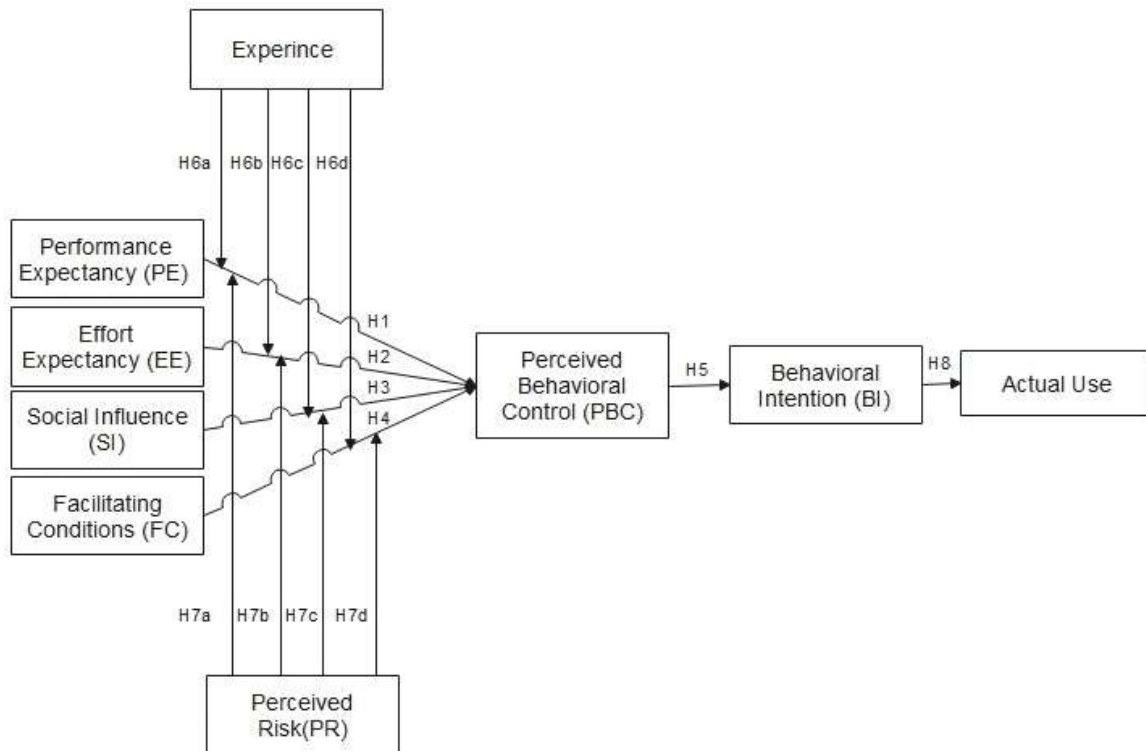 Experince
H6a
H6b
H6c
H6d
Performance
Expectancy (PE)
Effort
Expectancy (EE)
Social Influence
(SI)
Facilitating
Conditions (FC)
H1
H2
H3
H4
Perceived
Behavioral
Control (PBC)
H5
Behavioral
Intention (BI)
H8
Actual Use
H7a
H7b
H7c
H7d
Perceived
Risk(PR)